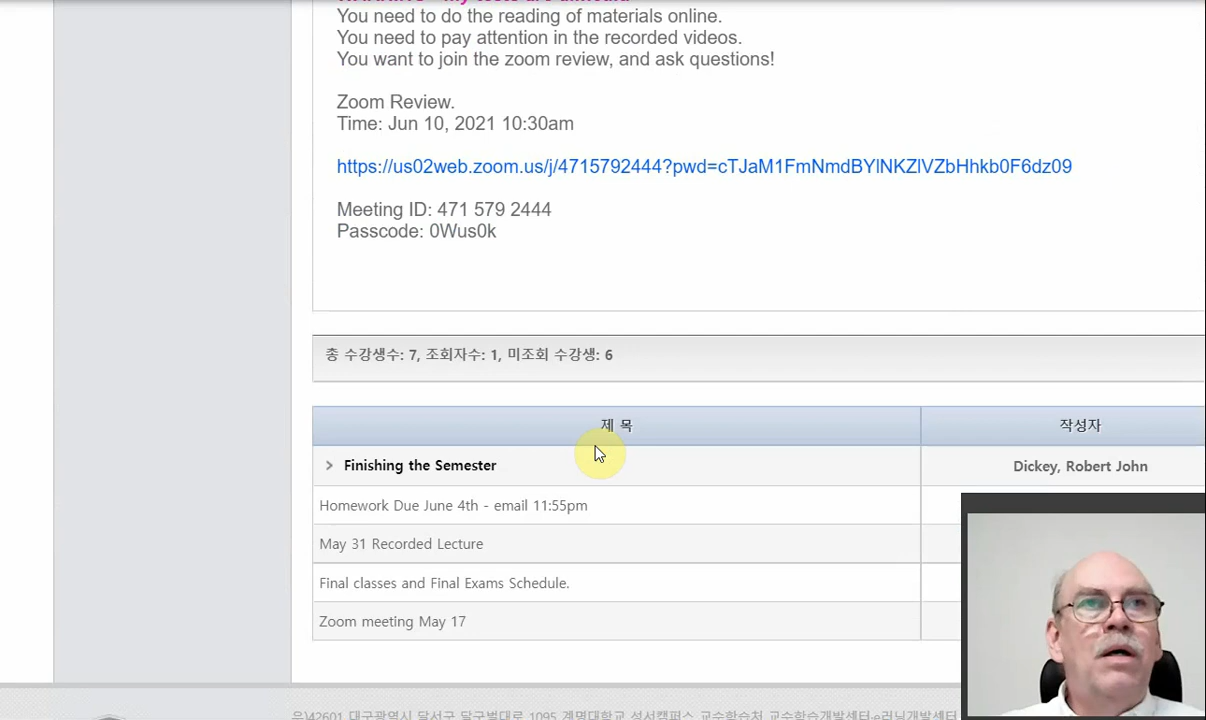 You need to do the reading of materials online.
You need to pay attention in the recorded videos.
You want to join the zoom review, and ask questions!
Zoom Review.
Time: Jun 10, 2021 10:30am
https://us02web.zoom.us/j/4715792444?pwd=cTJaM1FmNmdBYlNKZlVZbHhkb0F6dz09
Meeting ID: 471 579 2444
Passcode: 0Wus0k
총 수강생수: 7, 조회자수: 1, 미조회 수강생: 6
제 목 작성자
Finishing the Semester Dickey, Robert John
Homework Due June 4th - email 11:55pm
May 31 Recorded Lecture
Final classes and Final Exams Schedule.
Zoom meeting May 17